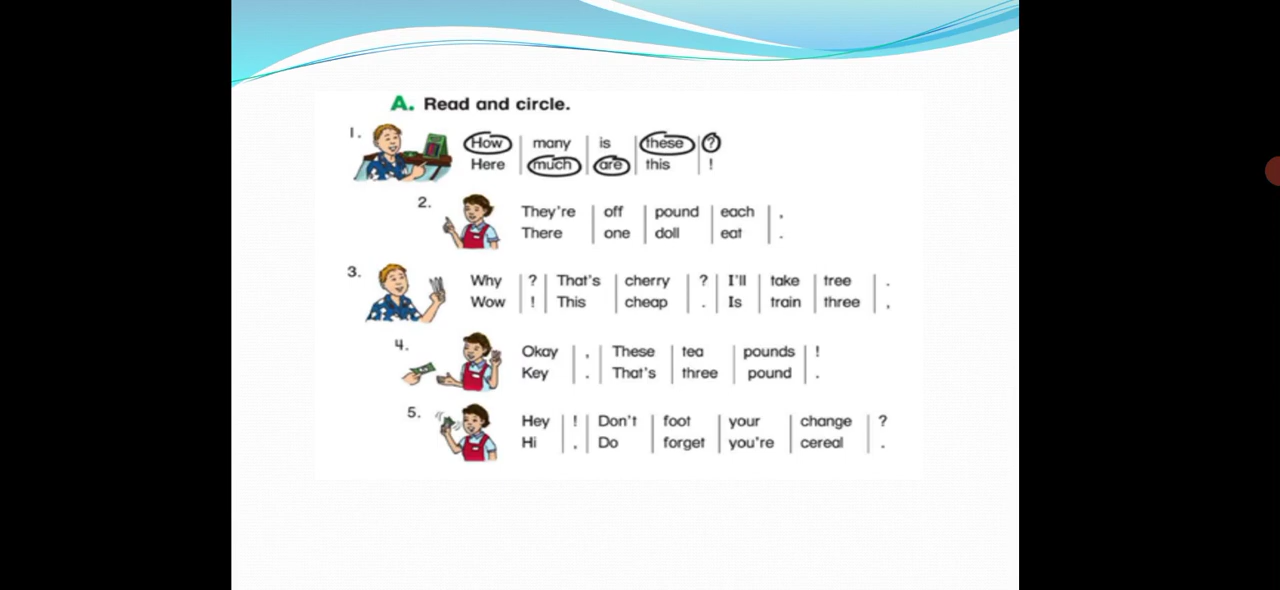 A. Read and circle.
1. How many is these ?
Here much are this !
2. They're off pound each ,
There one doll eat .
3. Why ? That's cherry ? I'll take tree .
Wow ! This cheap . Is train three ,
4. Okay , These tea pounds !
Key . That's three pound .
5. Hey ! Don't foot your change ?
Hi . Do forget you're cereal .